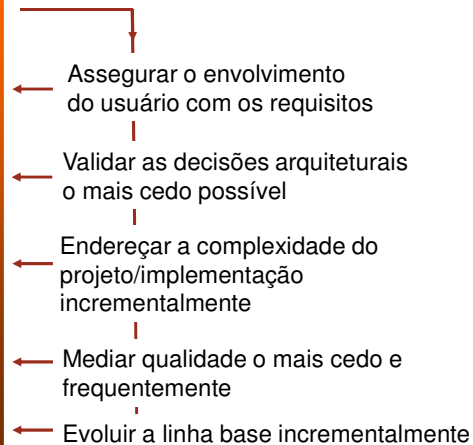 Assegurar o envolvimento
do usuário com os requisitos
Validar as decisões arquiteturais
o mais cedo possível
Endereçar a complexidade do
projeto/implementação
incrementalmente
Mediar qualidade o mais cedo e
frequentemente
Evoluir a linha base incrementalmente